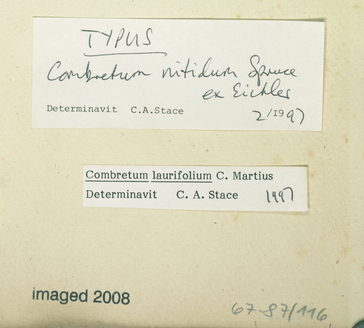 TYPUS
Combretum nitidum Spruce
ex Eichler
Determinavit C.A.Stace 2/1997
Combretum laurifolium C. Martius
Determinavit C. A. Stace 1997
imaged 2008
67-87/116